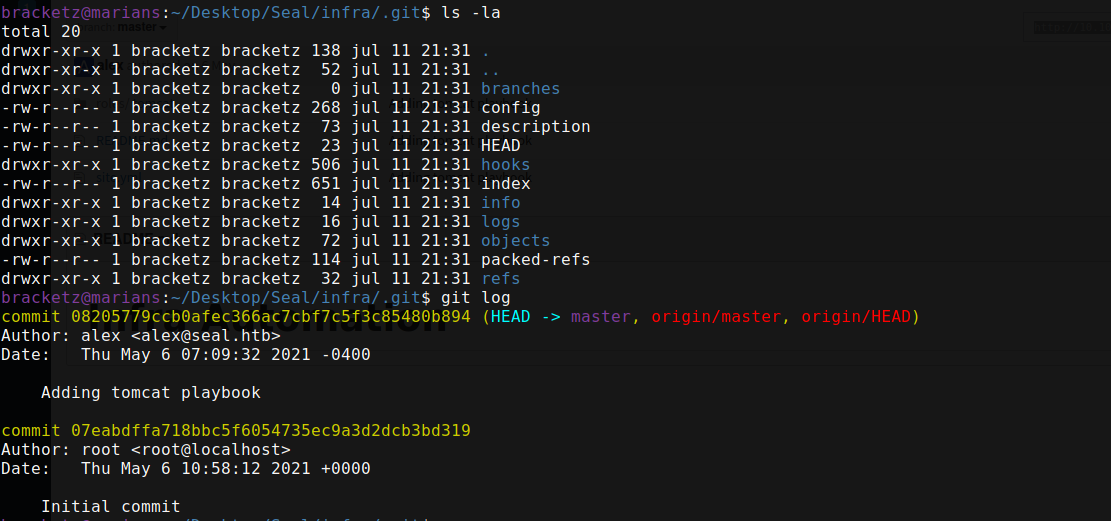 bracketz@marians:~/Desktop/Seal/infra/.git$ ls -la
total 20
drwxr-xr-x 1 bracketz bracketz 138 jul 11 21:31 .
drwxr-xr-x 1 bracketz bracketz  52 jul 11 21:31 ..
drwxr-xr-x 1 bracketz bracketz   0 jul 11 21:31 branches
-rw-r--r-- 1 bracketz bracketz 268 jul 11 21:31 config
-rw-r--r-- 1 bracketz bracketz  73 jul 11 21:31 description
-rw-r--r-- 1 bracketz bracketz  23 jul 11 21:31 HEAD
drwxr-xr-x 1 bracketz bracketz 506 jul 11 21:31 hooks
-rw-r--r-- 1 bracketz bracketz 651 jul 11 21:31 index
drwxr-xr-x 1 bracketz bracketz  14 jul 11 21:31 info
drwxr-xr-x 1 bracketz bracketz  16 jul 11 21:31 logs
drwxr-xr-x 1 bracketz bracketz  72 jul 11 21:31 objects
-rw-r--r-- 1 bracketz bracketz 114 jul 11 21:31 packed-refs
drwxr-xr-x 1 bracketz bracketz  32 jul 11 21:31 refs
bracketz@marians:~/Desktop/Seal/infra/.git$ git log
commit 08205779ccb0afec366ac7cbf7c5f3c85480b894 (HEAD -> master, origin/master, origin/HEAD)
Author: alex <alex@seal.htb>
Date:   Thu May 6 07:09:32 2021 -0400
    Adding tomcat playbook
commit 07eabdffa718bbc5f6054735ec9a3d2dcb3bd319
Author: root <root@localhost>
Date:   Thu May 6 10:58:12 2021 +0000
    Initial commit